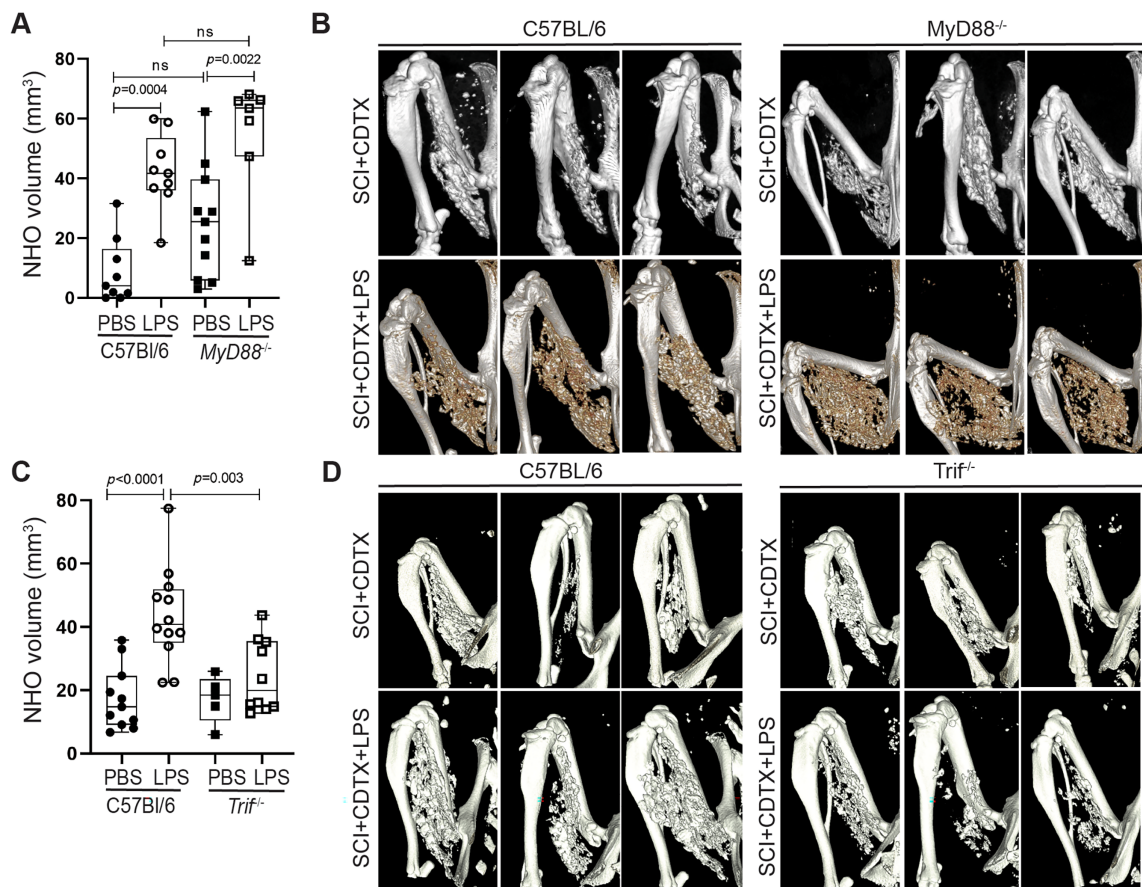 A
ns
ns
p=0.0022
p=0.0004
NHO volume (mm3)
80
60
40
20
0
PBS LPS PBS LPS
C57Bl/6 MyD88-/-
B
C57BL/6 MyD88-/-
SCI+CDTX SCI+CDTX
SCI+CDTX+LPS SCI+CDTX+LPS
C
p<0.0001 p=0.003
NHO volume (mm3)
80
60
40
20
0
PBS LPS PBS LPS
C57Bl/6 Trif-/-
D
C57BL/6 Trif-/-
SCI+CDTX SCI+CDTX
SCI+CDTX+LPS SCI+CDTX+LPS